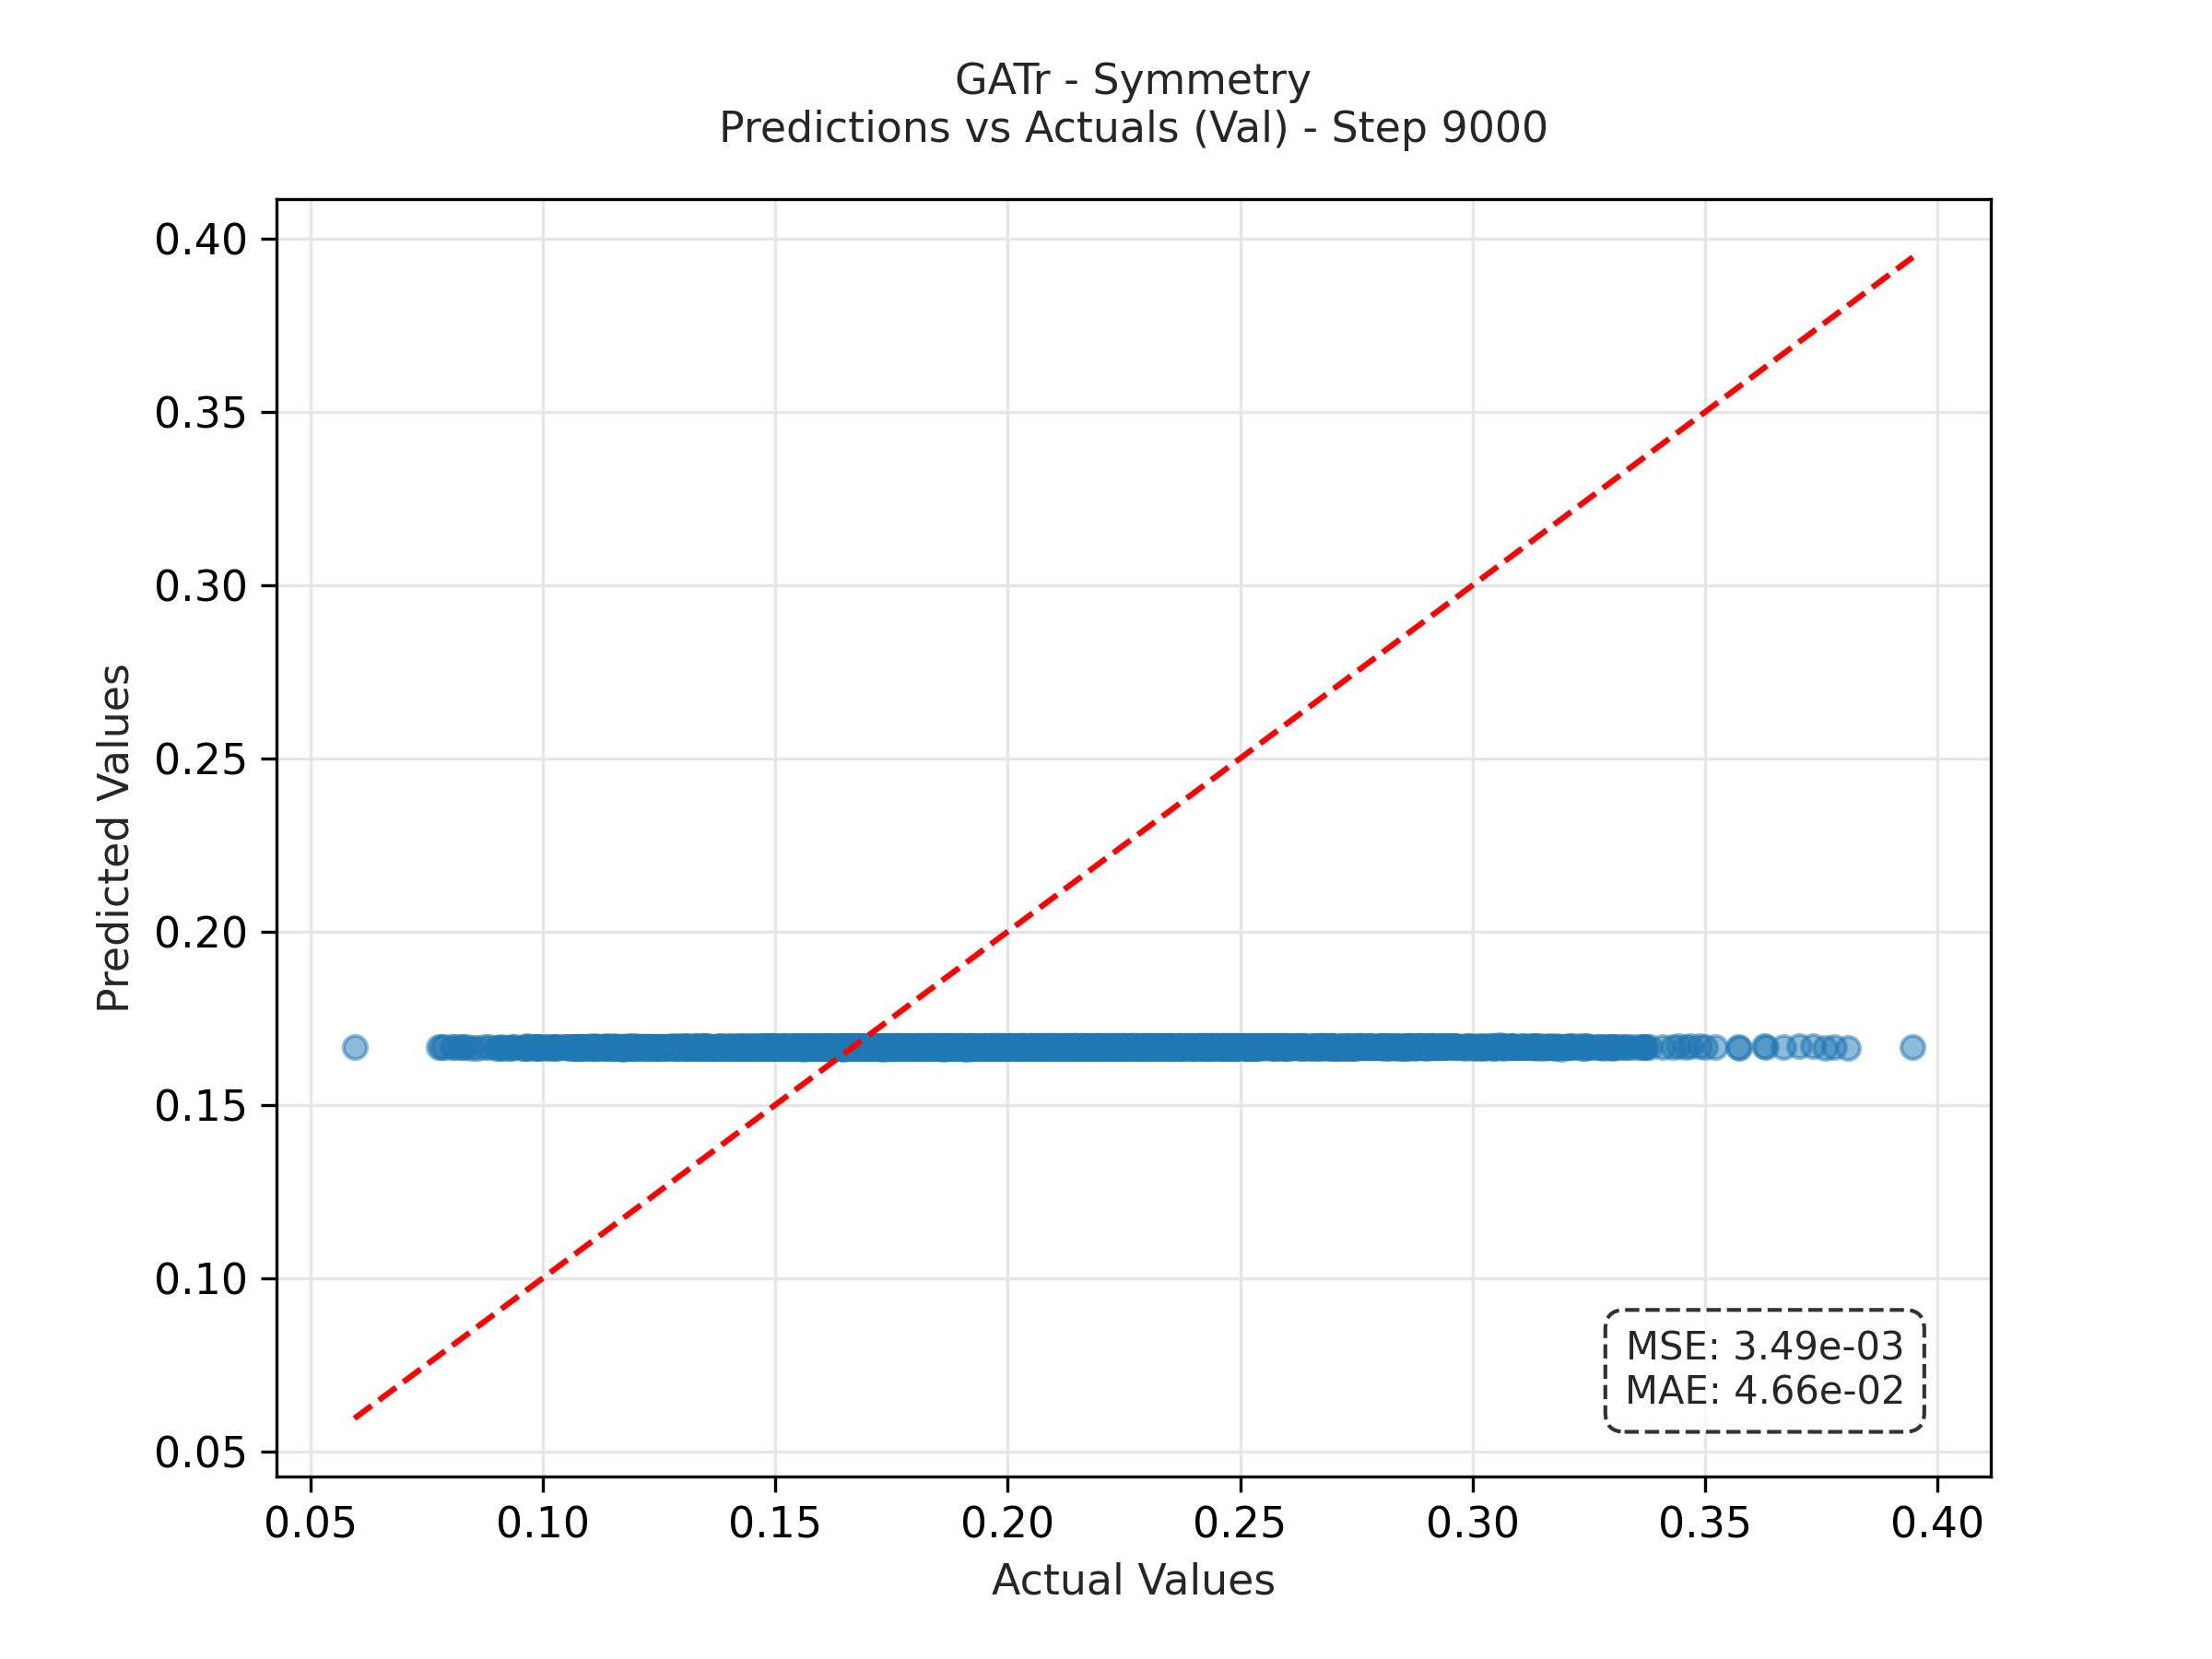 GATr - Symmetry
Predictions vs Actuals (Val) - Step 9000
Predicted Values
0.40
0.35
0.30
0.25
0.20
0.15
0.10
0.05
MSE: 3.49e-03
MAE: 4.66e-02
0.05 0.10 0.15 0.20 0.25 0.30 0.35 0.40
Actual Values